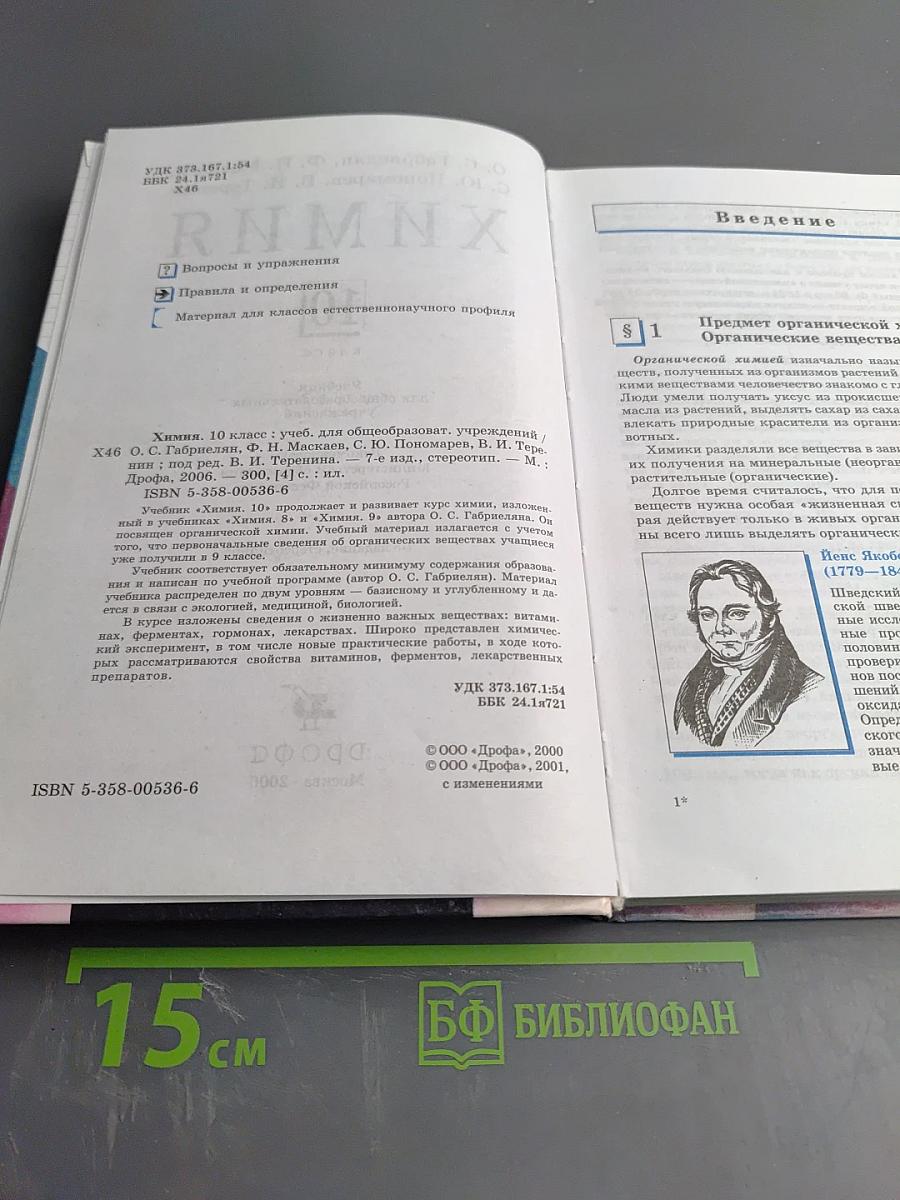 УДК 373.167.1:54
ББК 24.1я721
Х46
ХИМИЯ
10
? Вопросы и упражнения
Правила и определения
Материал для классов естественнонаучного профиля
Химия. 10 класс : учеб. для общеобразоват. учреждений /
Х46 О. С. Габриелян, Ф. Н. Маскаев, С. Ю. Пономарев, В. И. Тере-
нин ; под ред. В. И. Теренина. — 7-е изд., стереотип. — М. :
Дрофа, 2006. — 300, [4] с. : ил.
ISBN 5-358-00536-6
Учебник «Химия. 10» продолжает и развивает курс химии, изложен-
ный в учебниках «Химия. 8» и «Химия. 9» автора О. С. Габриеляна. Он
посвящен органической химии. Учебный материал излагается с учетом
того, что первоначальные сведения об органических веществах учащиеся
уже получили в 9 классе.
Учебник соответствует обязательному минимуму содержания образова-
ния и написан по учебной программе (автор О. С. Габриелян). Материал
учебника распределен по двум уровням — базисному и углубленному и да-
ется в связи с экологией, медициной, биологией.
В курсе изложены сведения о жизненно важных веществах: витами-
нах, ферментах, гормонах, лекарствах. Широко представлен химичес-
кий эксперимент, в том числе новые практические работы, в ходе кото-
рых рассматриваются свойства витаминов, ферментов, лекарственных
препаратов.
УДК 373.167.1:54
ББК 24.1я721
ДРОФА
Москва · 2006
© ООО «Дрофа», 2000
© ООО «Дрофа», 2001,
с изменениями
ISBN 5-358-00536-6
Введение
§ 1 Предмет органической х
Органические вещества
Органической химией изначально назы
ществ, полученных из организмов растений
кими веществами человечество знакомо с гл
Люди умели получать уксус из прокисше
масла из растений, выделять сахар из саха
влекать природные красители из органи
вотных.
Химики разделяли все вещества в зави
их получения на минеральные (неорган
растительные (органические).
Долгое время считалось, что для по
веществ нужна особая «жизненная с
рая действует только в живых орган
ны всего лишь выделять органическ
Йенс Якобс
(1779—184
Шведский
ской шве
ные иссл
ные про
половин
провери
нов пос
шений
оксида
Опред
ского
знач
вые
1*
15 см
БФ БИБЛИОФАН